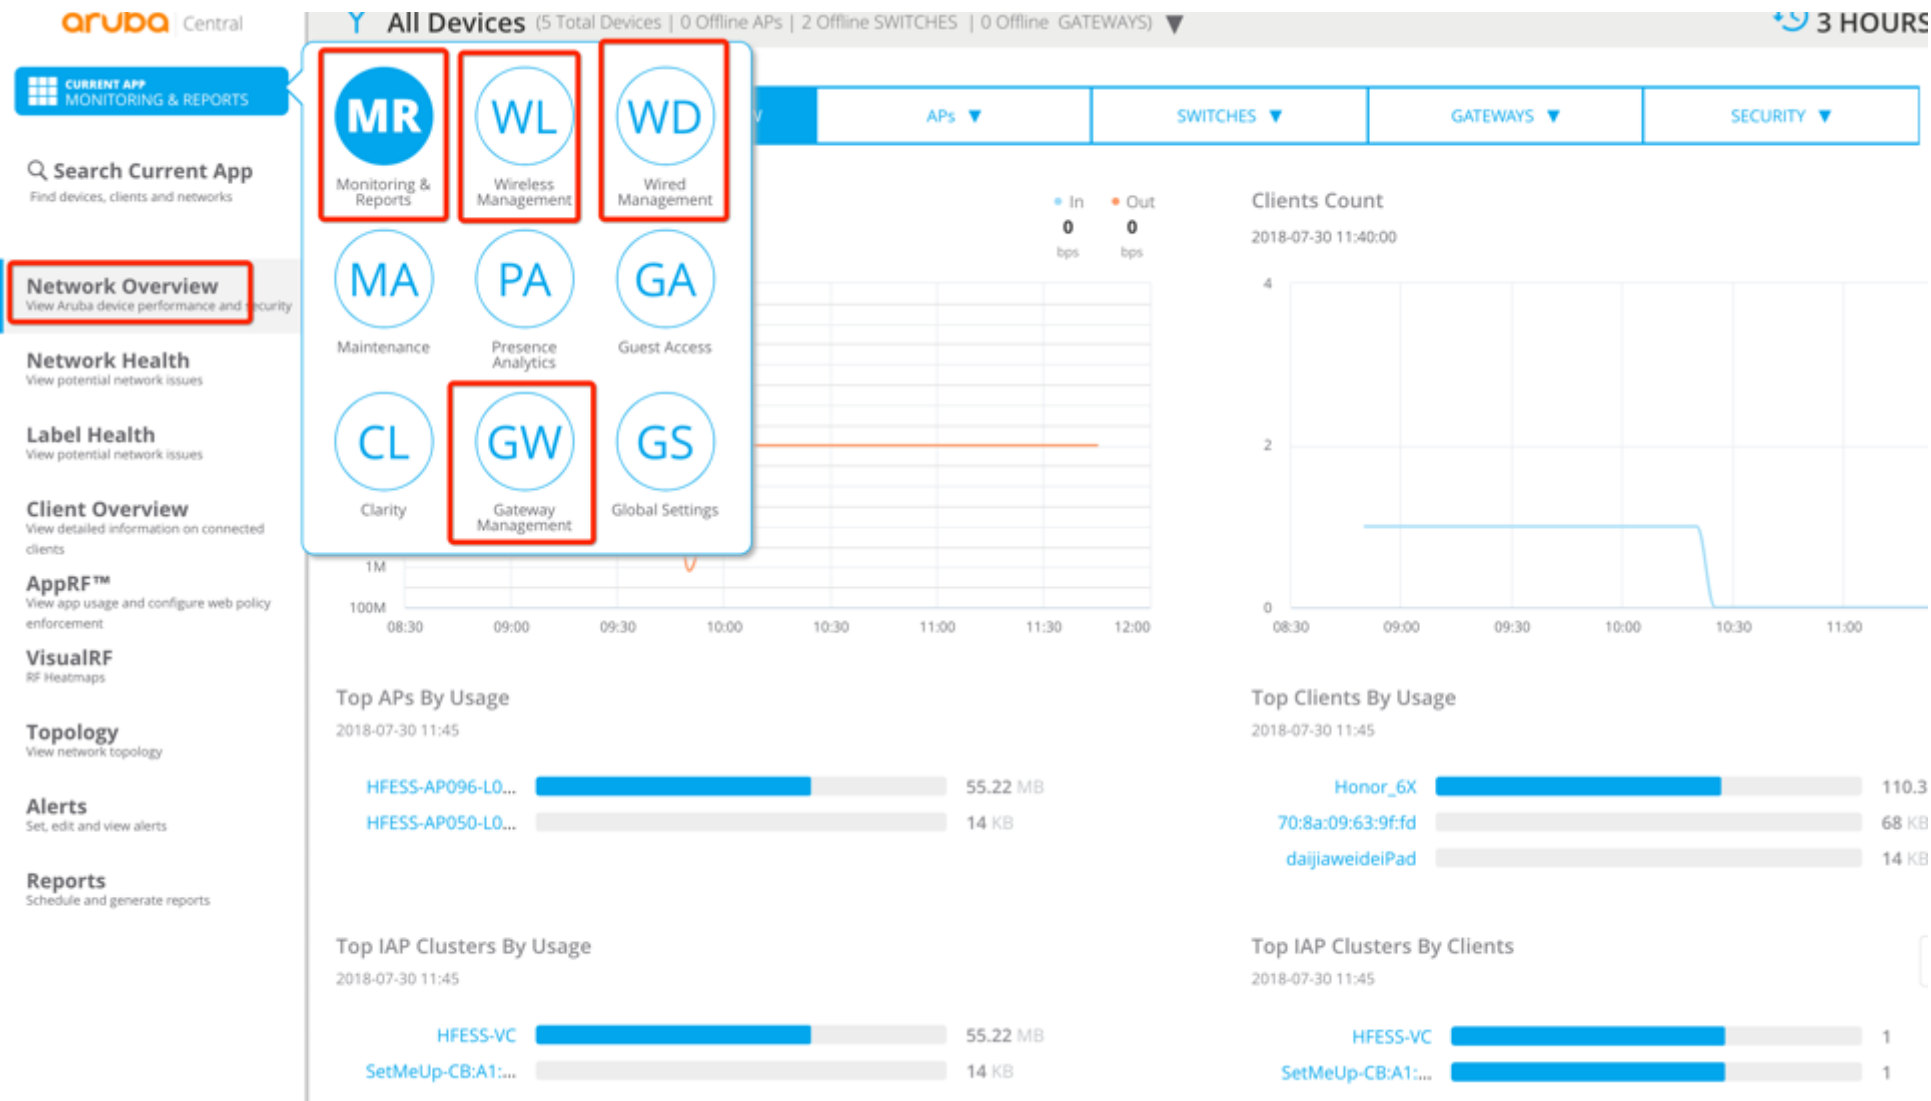 aruba Central
All Devices (5 Total Devices | 0 Offline APs | 2 Offline SWITCHES | 0 Offline GATEWAYS) ▼
3 HOURS
CURRENT APP
MONITORING & REPORTS
APs ▼
SWITCHES ▼
GATEWAYS ▼
SECURITY ▼
Search Current App
Find devices, clients and networks
Network Overview
View Aruba device performance and security
Network Health
View potential network issues
Label Health
View potential network issues
Client Overview
View detailed information on connected
clients
AppRF™
View app usage and configure web policy
enforcement
VisualRF
RF Heatmaps
Topology
View network topology
Alerts
Set, edit and view alerts
Reports
Schedule and generate reports
MR
Monitoring &
Reports
WL
Wireless
Management
WD
Wired
Management
MA
Maintenance
PA
Presence
Analytics
GA
Guest Access
CL
Clarity
GW
Gateway
Management
GS
Global Settings
In Out
0 0
bps bps
1M
100M
08:30 09:00 09:30 10:00 10:30 11:00 11:30 12:00
Clients Count
2018-07-30 11:40:00
4
2
0
08:30 09:00 09:30 10:00 10:30 11:00
Top APs By Usage
2018-07-30 11:45
HFESS-AP096-L0... 55.22 MB
HFESS-AP050-L0... 14 KB
Top Clients By Usage
2018-07-30 11:45
Honor_6X 110.3
70:8a:09:63:9f:fd 68 KB
daijiaweideiPad 14 KB
Top IAP Clusters By Usage
2018-07-30 11:45
HFESS-VC 55.22 MB
SetMeUp-CB:A1:... 14 KB
Top IAP Clusters By Clients
2018-07-30 11:45
HFESS-VC 1
SetMeUp-CB:A1:... 1